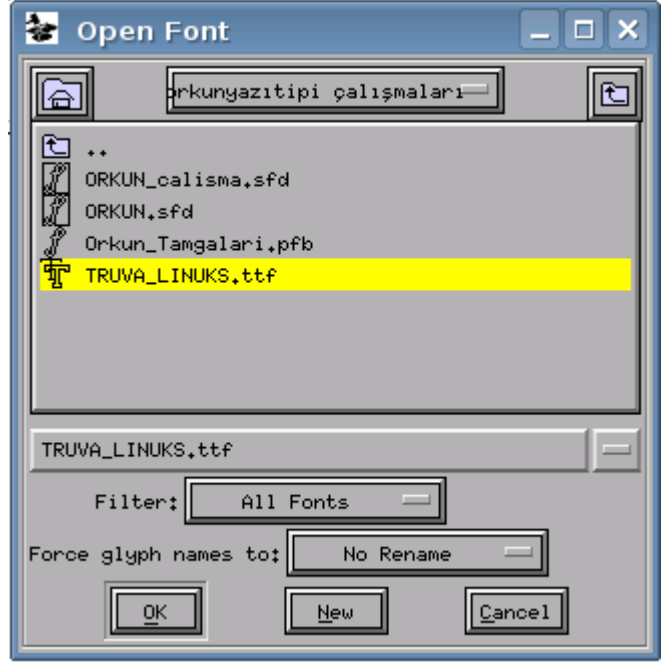 Open Font
orkunyazıtipi çalışmaları
..
ORKUN_calisma.sfd
ORKUN.sfd
Orkun_Tamgalari.pfb
TRUVA_LINUKS.ttf
TRUVA_LINUKS.ttf
Filter: All Fonts
Force glyph names to: No Rename
OK New Cancel